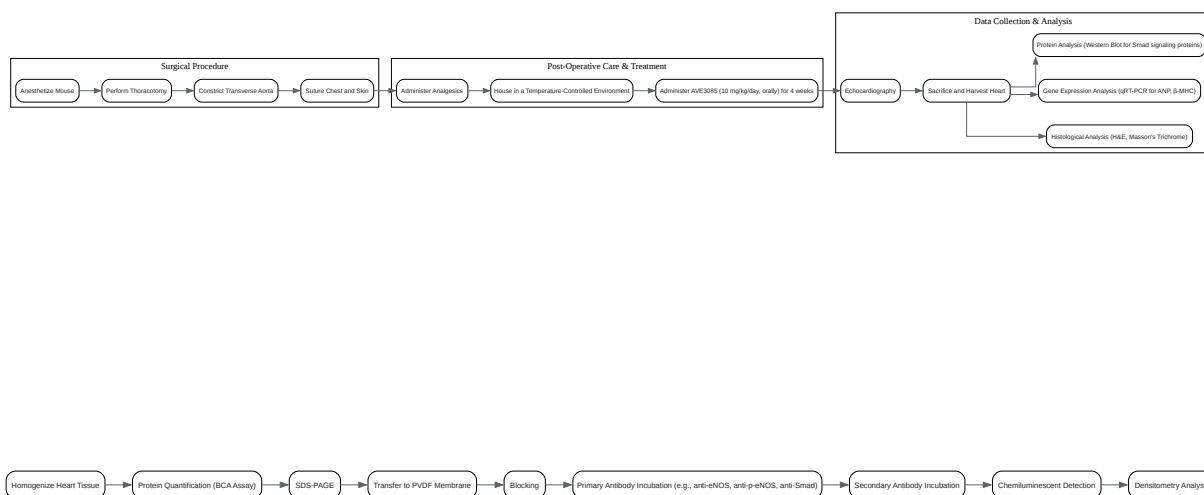 Surgical Procedure
Anesthetize Mouse
Perform Thoracotomy
Constrict Transverse Aorta
Suture Chest and Skin
Post-Operative Care & Treatment
Administer Analgesics
House in a Temperature-Controlled Environment
Administer AVE3085 (10 mg/kg/day, orally) for 4 weeks
Data Collection & Analysis
Echocardiography
Sacrifice and Harvest Heart
Protein Analysis (Western Blot for Smad signaling proteins)
Gene Expression Analysis (qRT-PCR for ANP, β-MHC)
Histological Analysis (H&E, Masson's Trichrome)
Homogenize Heart Tissue
Protein Quantification (BCA Assay)
SDS-PAGE
Transfer to PVDF Membrane
Blocking
Primary Antibody Incubation (e.g., anti-eNOS, anti-p-eNOS, anti-Smad)
Secondary Antibody Incubation
Chemiluminescent Detection
Densitometry Analys